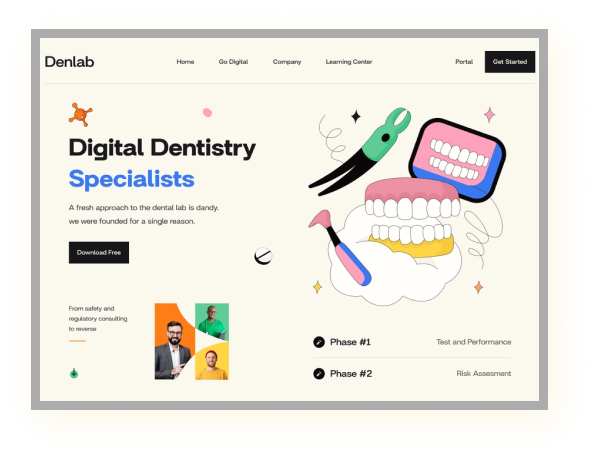 Denlab
Home
Go Digital
Company
Learning Center
Portal
Get Started
Digital Dentistry
Specialists
A fresh approach to the dental lab is dandy.
we were founded for a single reason.
Download Free
From safety and
regulatory consulting
to reverse
Phase #1
Test and Performance
Phase #2
Risk Assesment